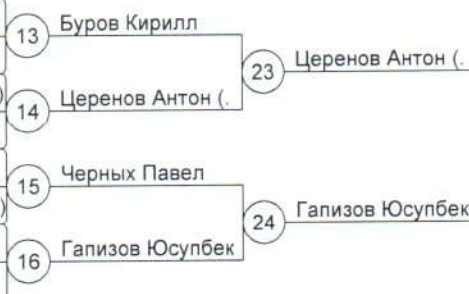 13 Буров Кирилл
23 Церенов Антон (.
)
14 Церенов Антон (.
15 Черных Павел
24 Гапизов Юсупбек
)
16 Гапизов Юсупбек